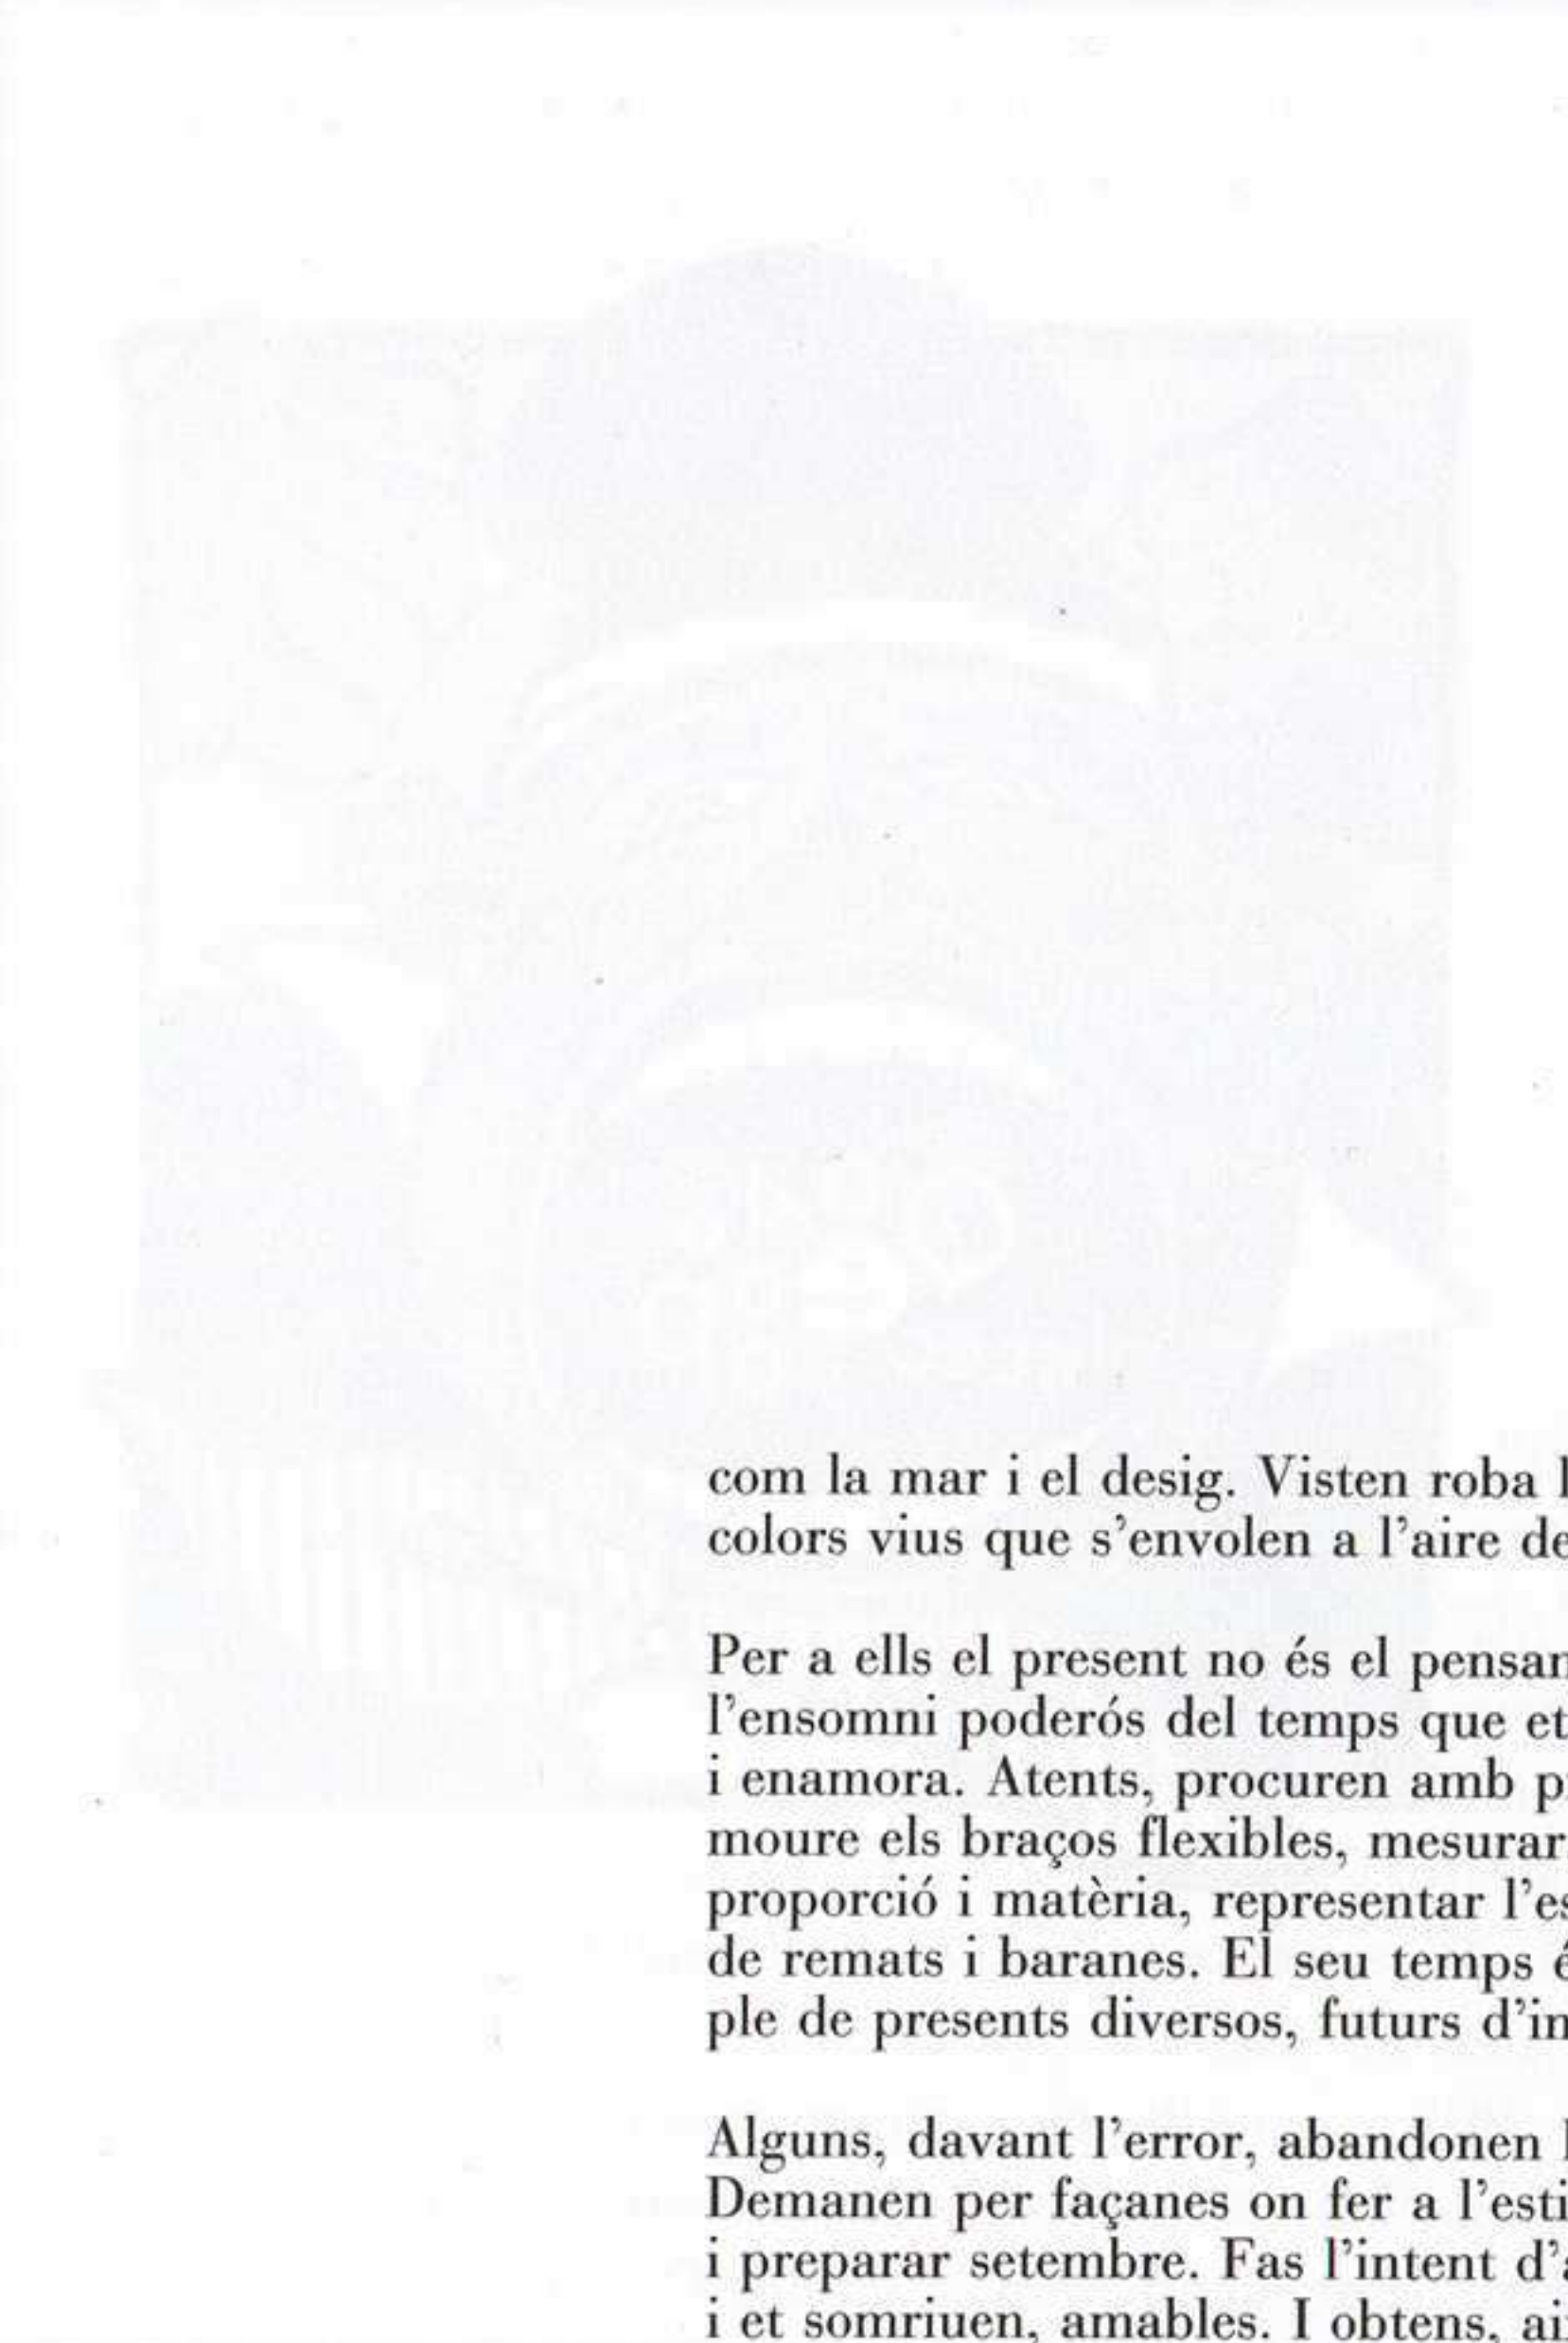 com la mar i el desig. Visten roba
colors vius que s'envolen a l'aire
Per a ells el present no és el
l'ensomni poderós del temps que et
i enamora. Atents, procuren amb
moure els braços flexibles, mesurar
proporció i matèria, representar
de remats i baranes. El seu temps
ple de presents diversos, futurs
Alguns, davant l'error, abandonen
Demanen per façanes on fer a
i preparar setembre. Fas l'intent
i et somriuen, amables. I obtens,